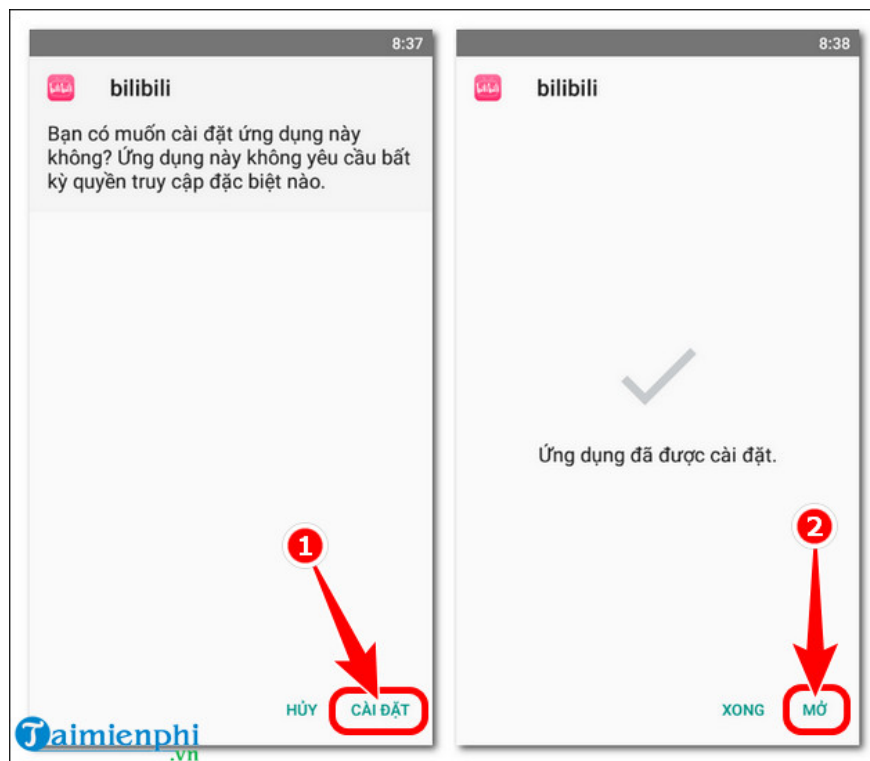 8:37
bilibili
Bạn có muốn cài đặt ứng dụng này
không? Ứng dụng này không yêu cầu bất
kỳ quyền truy cập đặc biệt nào.
1
HỦY CÀI ĐẶT
8:38
bilibili
Ứng dụng đã được cài đặt.
2
XONG MỞ
Taimienphi
.vn